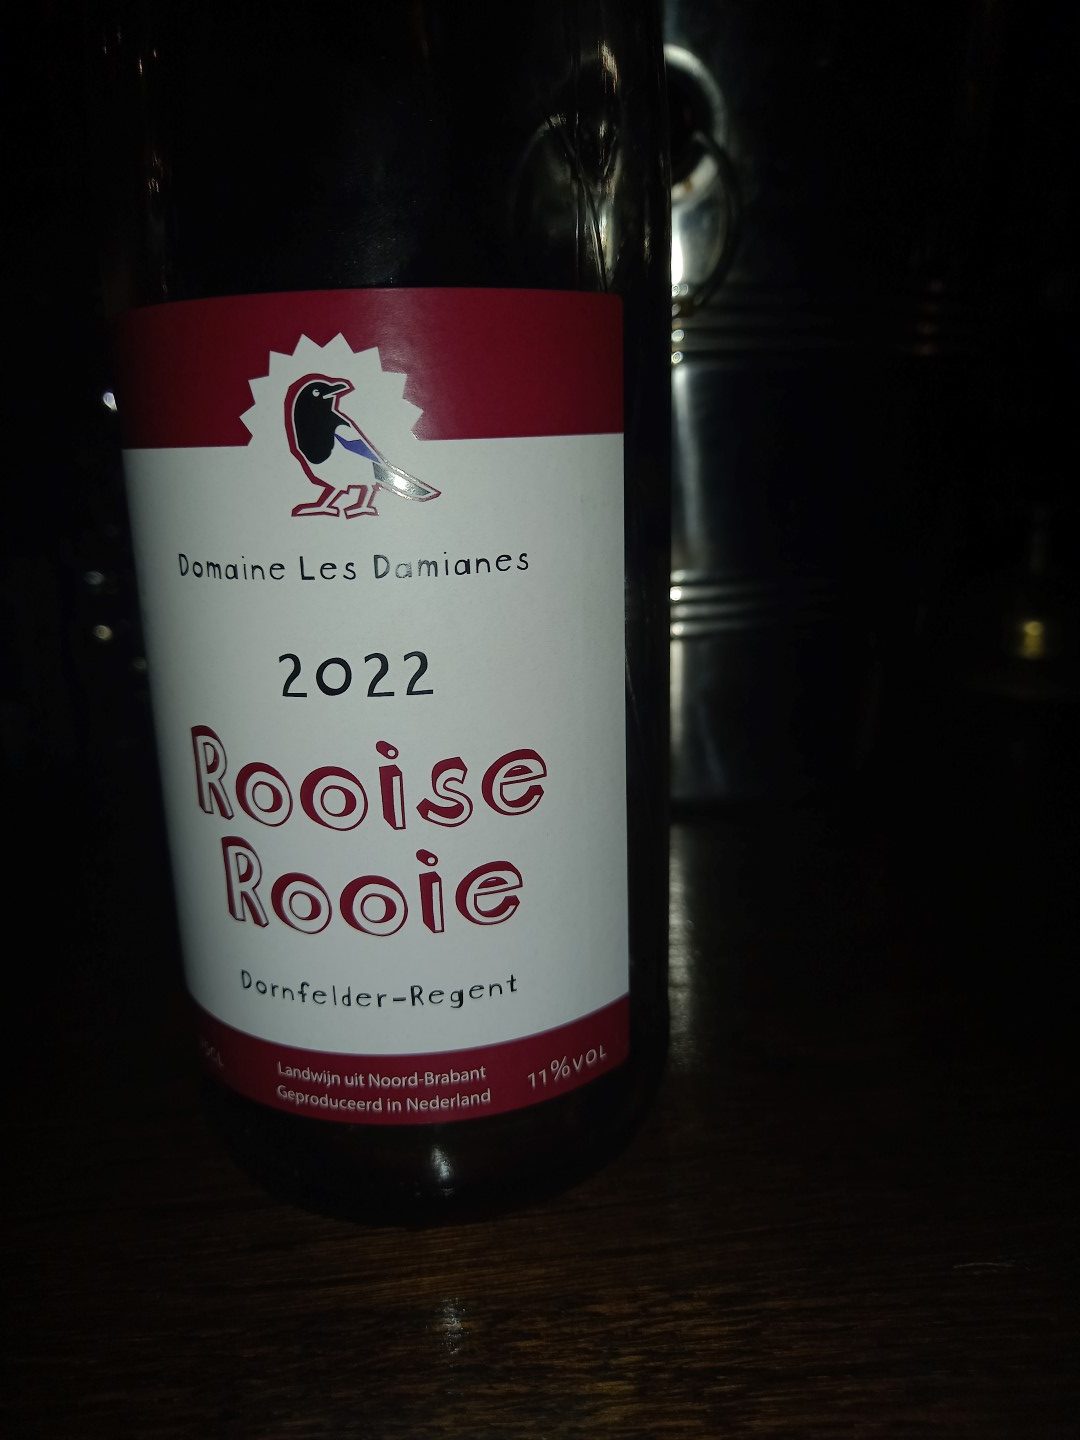 Domaine Les Damianes
2022
Rooise
Rooie
Dornfelder-Regent
Landwijn uit Noord-Brabant
Geproduceerd in Nederland
11%VOL